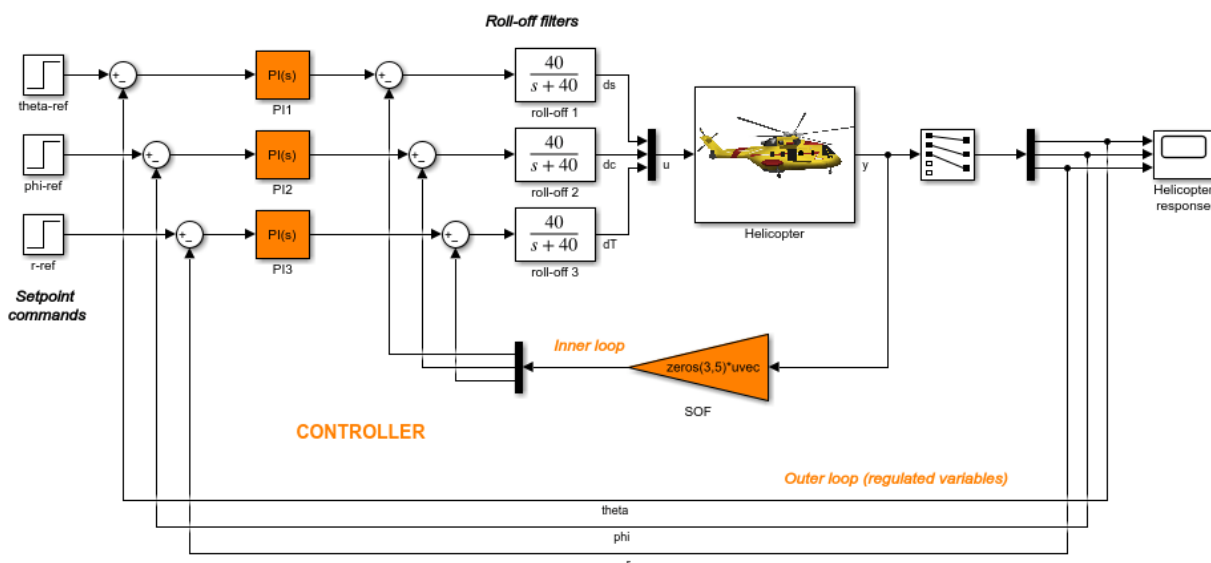 Roll-off filters
theta-ref
+
–
PI(s)
PI1
+
–
40
s + 40
roll-off 1
ds
phi-ref
+
–
PI(s)
PI2
+
–
40
s + 40
roll-off 2
dc
u
Helicopter
y
Helicopter
response
r-ref
+
–
PI(s)
PI3
+
–
40
s + 40
roll-off 3
dT
Setpoint
commands
Inner loop
zeros(3,5)*uvec
SOF
CONTROLLER
Outer loop (regulated variables)
theta
phi